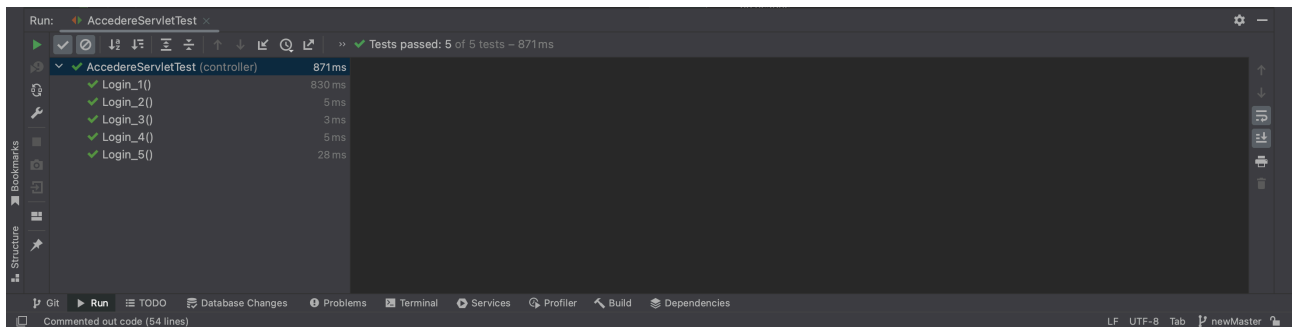 Run: AccedereServletTest ×
» Tests passed: 5 of 5 tests – 871 ms
AccedereServletTest (controller) 871 ms
Login_1() 830 ms
Login_2() 5 ms
Login_3() 3 ms
Login_4() 5 ms
Login_5() 28 ms
Bookmarks
Structure
Git Run TODO Database Changes Problems Terminal Services Profiler Build Dependencies
Commented out code (54 lines) LF UTF-8 Tab newMaster